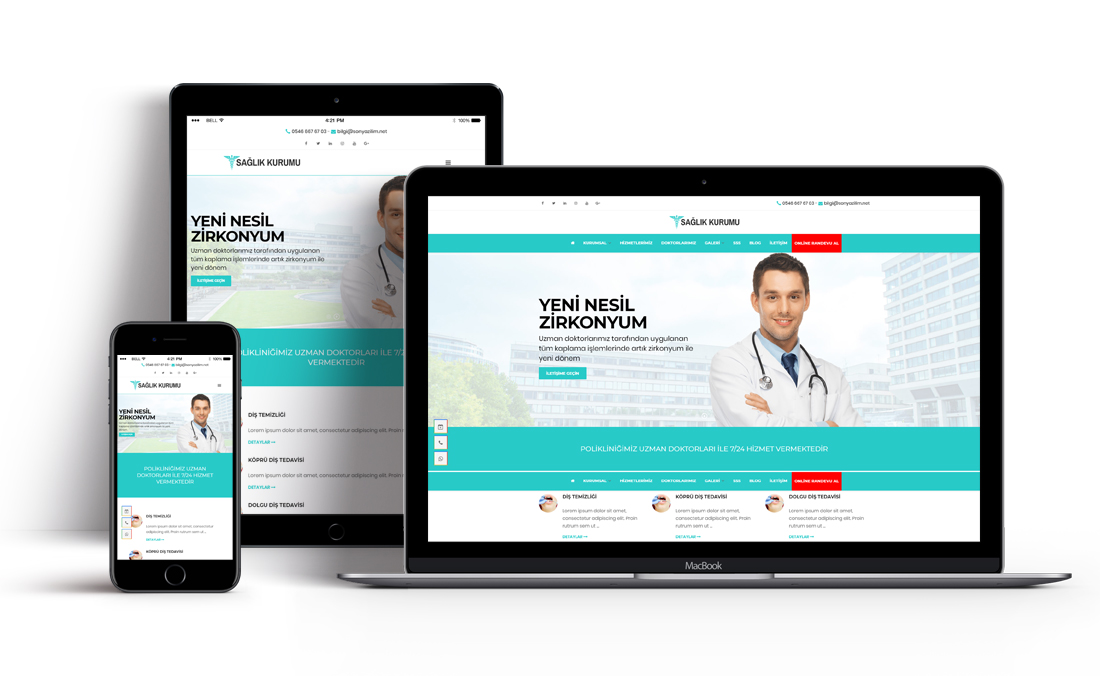 BELL
4:21 PM
100%
0546 667 67 03 - bilgi@sanyazilim.net
SAĞLIK KURUMU
YENİ NESİL
ZİRKONYUM
Uzman doktorlarımız tarafından uygulanan
tüm kaplama işlemlerinde artık zirkonyum ile
yeni dönem
İLETİŞİME GEÇİN
POLİKLİNİĞİMİZ UZMAN DOKTORLARI İLE 7/2
VERMEKTEDİR
DİŞ TEMİZLİĞİ
Lorem ipsum dolor sit amet, consectetur adipiscing elit. P
DETAYLAR
KÖPRÜ DİŞ TEDAVİSİ
Lorem ipsum dolor sit amet, consectetur adipiscing elit. P
DETAYLAR
DOLGU DİŞ TEDAVİSİ
0546 667 67 03 - bilgi@sanyazilim.net
SAĞLIK KURUMU
KURUMSAL HİZMETLERİMİZ DOKTORLARIMIZ GALERİ SSS BLOG İLETİŞİM ONLINE RANDEVU AL
YENİ NESİL
ZİRKONYUM
Uzman doktorlarımız tarafından uygulanan
tüm kaplama işlemlerinde artık zirkonyum ile
yeni dönem
İLETİŞİME GEÇİN
POLİKLİNİĞİMİZ UZMAN DOKTORLARI İLE 7/24 HİZMET VERMEKTEDİR
KURUMSAL HİZMETLERİMİZ DOKTORLARIMIZ GALERİ SSS BLOG İLETİŞİM ONLINE RANDEVU AL
DİŞ TEMİZLİĞİ
Lorem ipsum dolor sit amet,
consectetur adipiscing elit. Proin
rutrum sem ut ...
DETAYLAR
KÖPRÜ DİŞ TEDAVİSİ
Lorem ipsum dolor sit amet,
consectetur adipiscing elit. Proin
rutrum sem ut ...
DETAYLAR
DOLGU DİŞ TEDAVİSİ
Lorem ipsum dolor sit amet,
consectetur adipiscing elit. Proin
rutrum sem ut ...
DETAYLAR
MacBook
BELL
4:21 PM
100%
0546 667 67 03 - bilgi@sanyazilim.net
SAĞLIK KURUMU
YENİ NESİL
ZİRKONYUM
POLİKLİNİĞİMİZ UZMAN
DOKTORLARI İLE 7/24 HİZMET
VERMEKTEDİR
DİŞ TEMİZLİĞİ
Lorem ipsum dolor sit amet, consectetur
adipiscing elit. Proin rutrum sem ut ...
DETAYLAR
KÖPRÜ DİŞ TEDAVİSİ